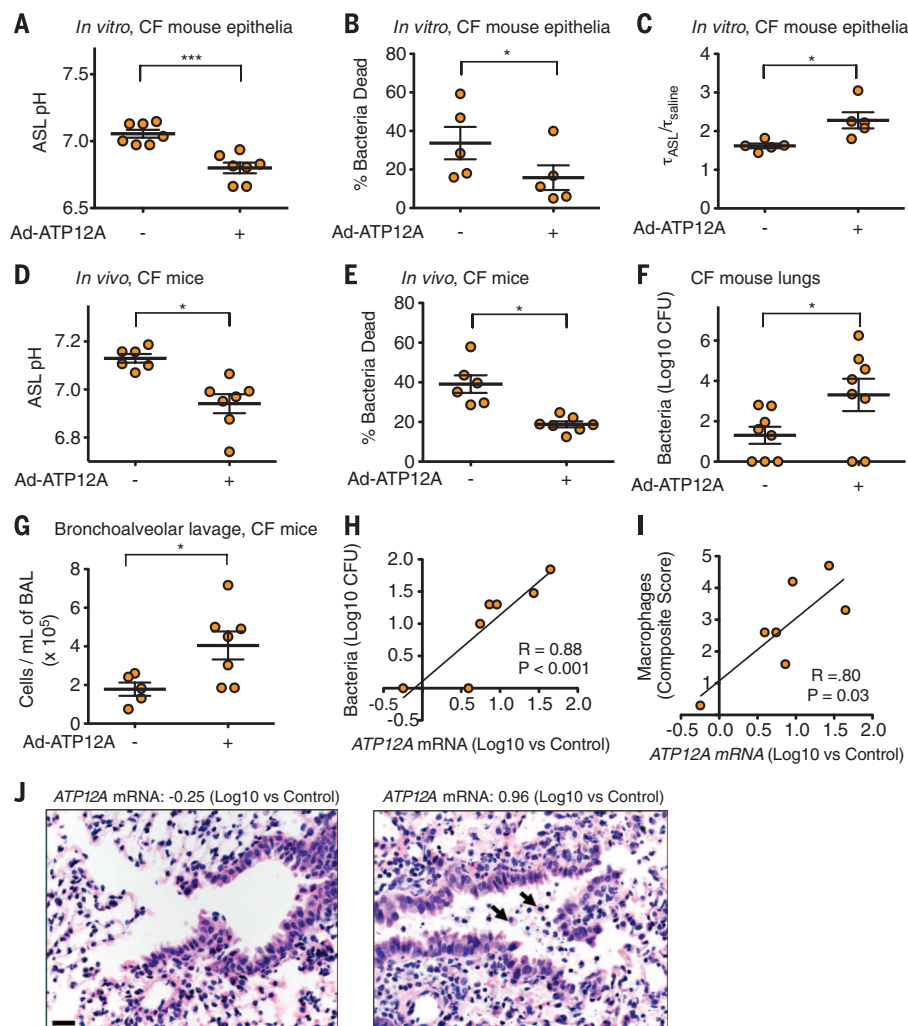 A In vitro, CF mouse epithelia
7.5
7.0
6.5
ASL pH
***
Ad-ATP12A - +
B In vitro, CF mouse epithelia
80
60
40
20
0
% Bacteria Dead
*
- +
C In vitro, CF mouse epithelia
4
3
2
1
0
τASL/τsaline
*
- +
D In vivo, CF mice
7.2
7.0
6.8
ASL pH
*
Ad-ATP12A - +
E In vivo, CF mice
80
60
40
20
0
% Bacteria Dead
*
Ad-ATP12A - +
F CF mouse lungs
6
4
2
0
Bacteria (Log10 CFU)
*
Ad-ATP12A - +
G Bronchoalveolar lavage, CF mice
8
6
4
2
0
Cells / mL of BAL
(x 10⁵)
*
Ad-ATP12A - +
H
2.0
1.5
1.0
0.5
0.0
-0.5
Bacteria (Log10 CFU)
R = 0.88
P < 0.001
-0.5 0.5 1.0 1.5 2.0
ATP12A mRNA (Log10 vs Control)
I
5
4
3
2
1
0
Macrophages
(Composite Score)
R = .80
P = 0.03
-0.5 0.0 0.5 1.0 1.5 2.0
ATP12A mRNA (Log10 vs Control)
J ATP12A mRNA: -0.25 (Log10 vs Control)
ATP12A mRNA: 0.96 (Log10 vs Control)